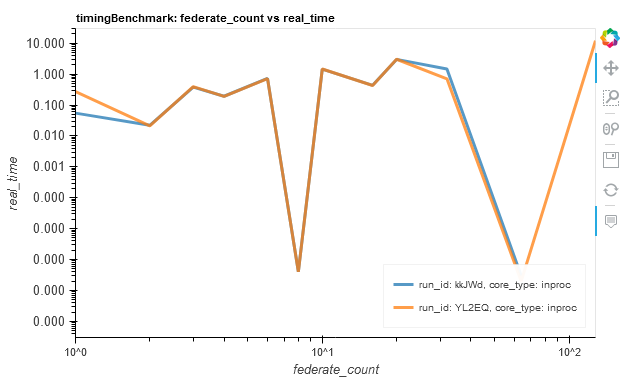 timingBenchmark: federate_count vs real_time
10.000
1.000
0.100
0.010
0.001
0.000
0.000
0.000
0.000
0.000
real_time
run_id: kkJWd, core_type: inproc
run_id: YL2EQ, core_type: inproc
10^0
10^1
10^2
federate_count